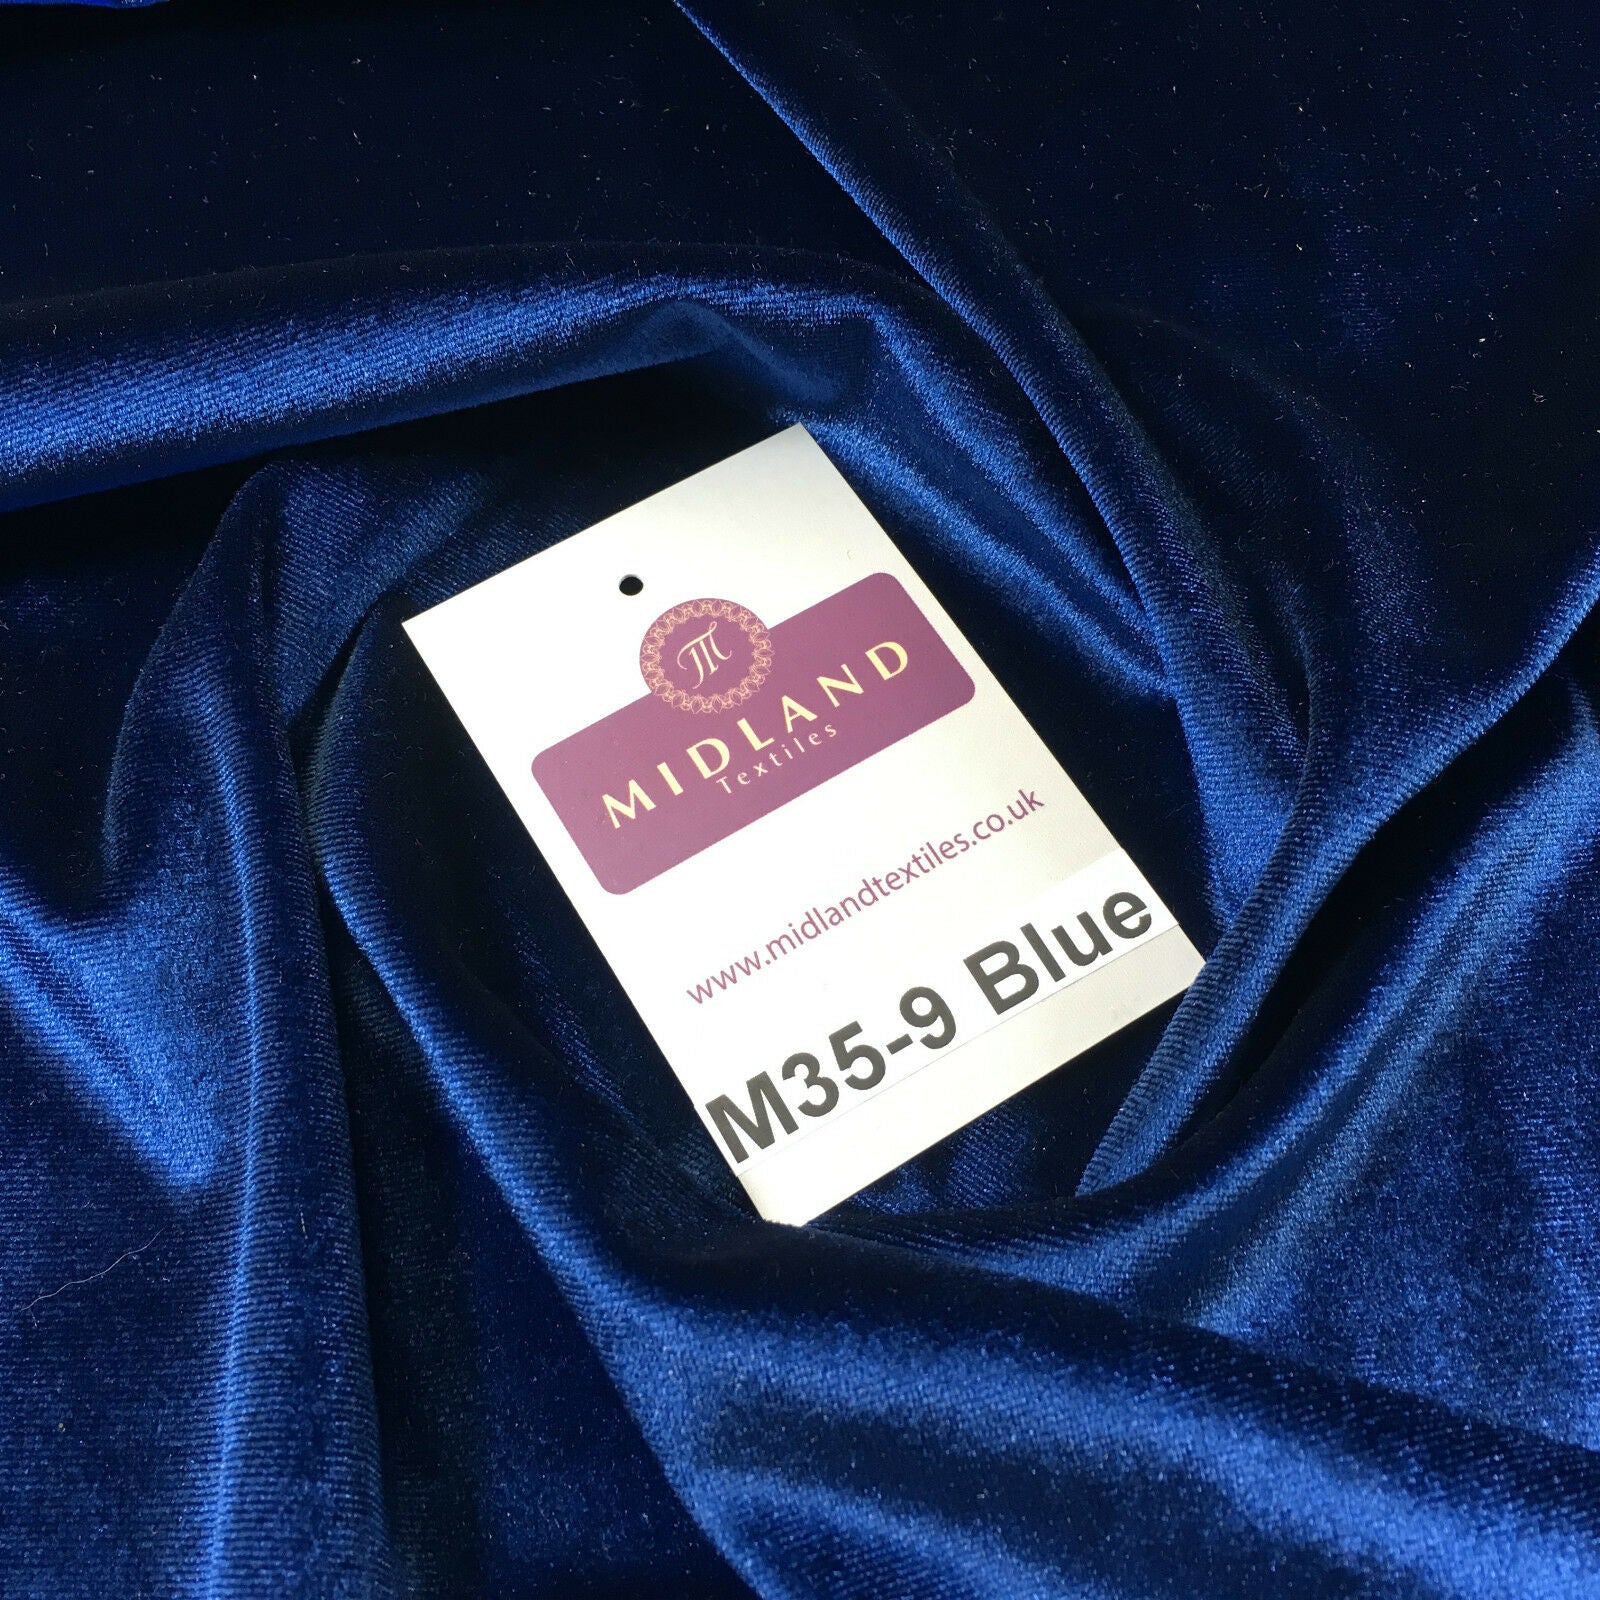 M
MIDLAND
Textiles
www.midlandtextiles.co.uk
M35-9 Blue